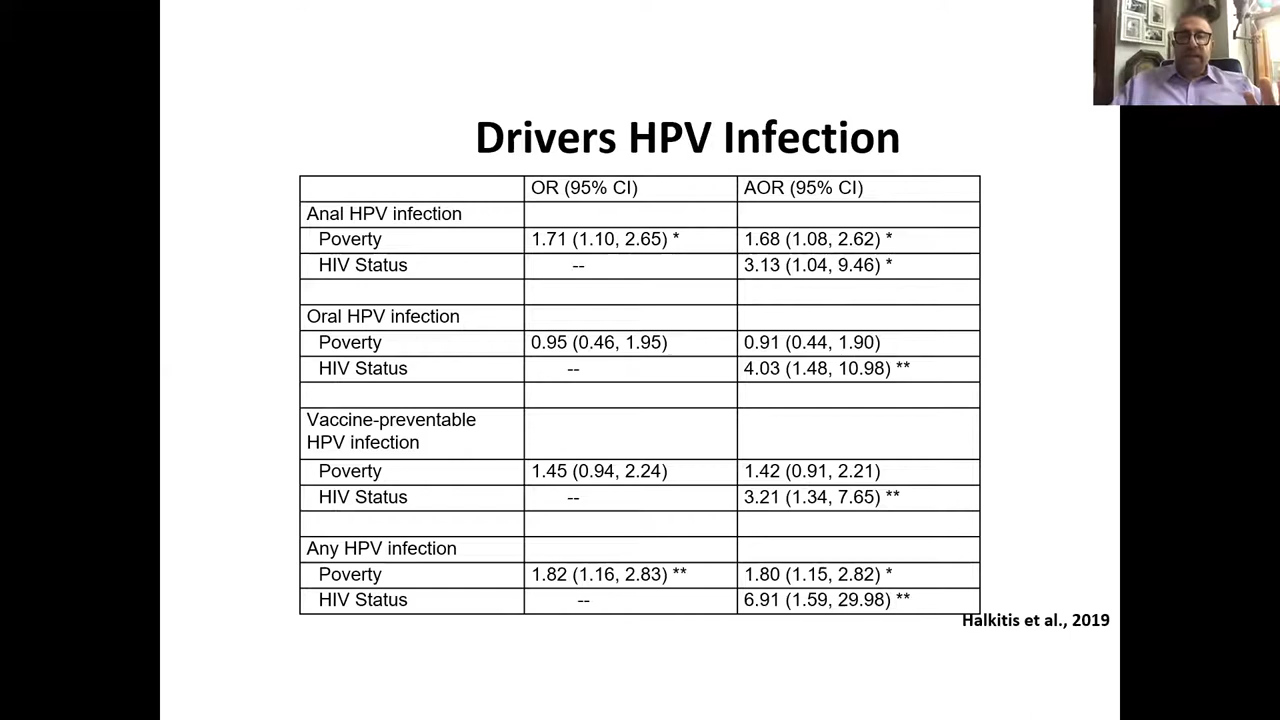 Drivers HPV Infection
OR (95% CI) AOR (95% CI)
Anal HPV infection
Poverty 1.71 (1.10, 2.65) * 1.68 (1.08, 2.62) *
HIV Status -- 3.13 (1.04, 9.46) *
Oral HPV infection
Poverty 0.95 (0.46, 1.95) 0.91 (0.44, 1.90)
HIV Status -- 4.03 (1.48, 10.98) **
Vaccine-preventable
HPV infection
Poverty 1.45 (0.94, 2.24) 1.42 (0.91, 2.21)
HIV Status -- 3.21 (1.34, 7.65) **
Any HPV infection
Poverty 1.82 (1.16, 2.83) ** 1.80 (1.15, 2.82) *
HIV Status -- 6.91 (1.59, 29.98) **
Halkitis et al., 2019